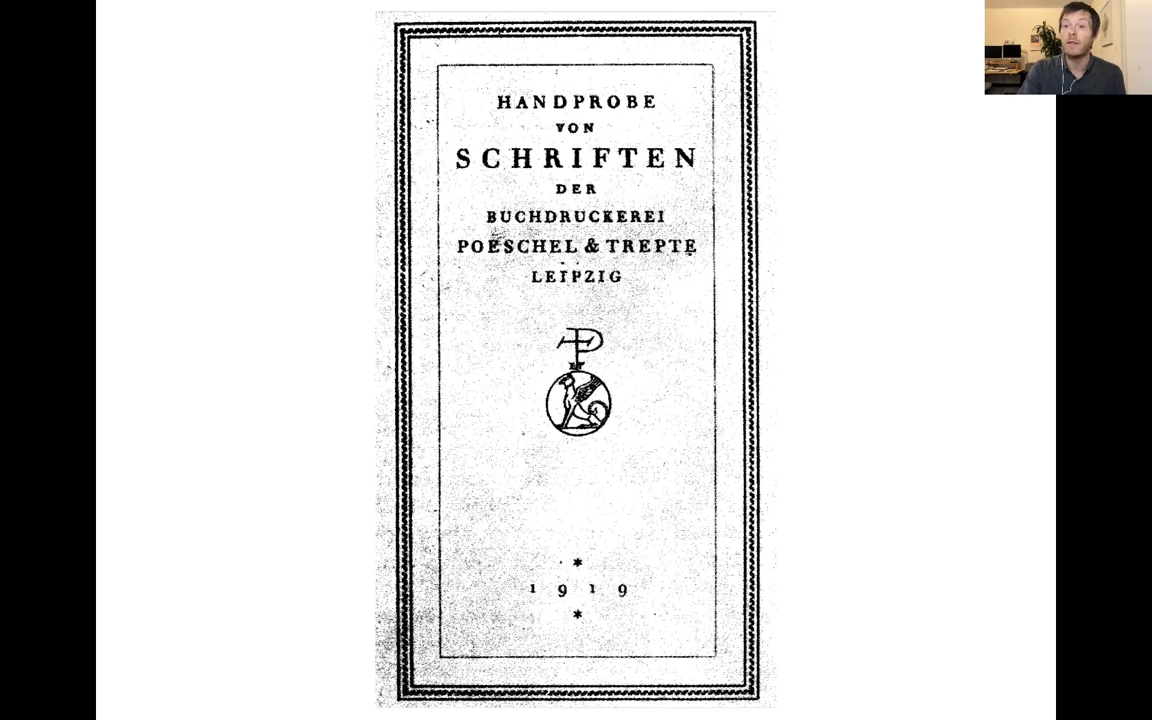 HANDPROBE
VON
SCHRIFTEN
DER
BUCHDRUCKEREI
POESCHEL & TREPTE
LEIPZIG
*
1919
*